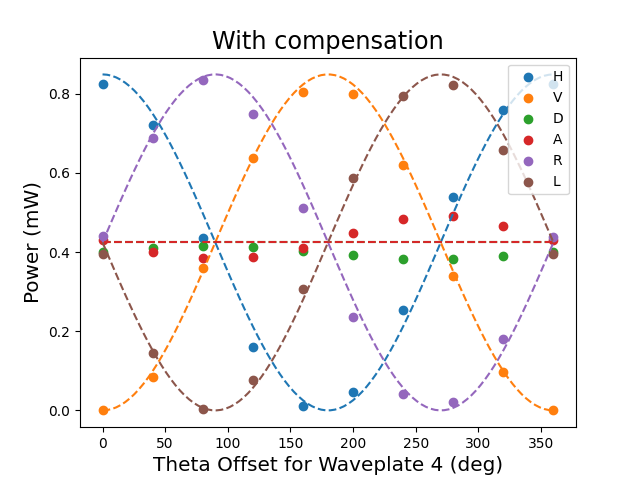 With compensation
Power (mW)
0.8
0.6
0.4
0.2
0.0
H
V
D
A
R
L
0 50 100 150 200 250 300 350
Theta Offset for Waveplate 4 (deg)